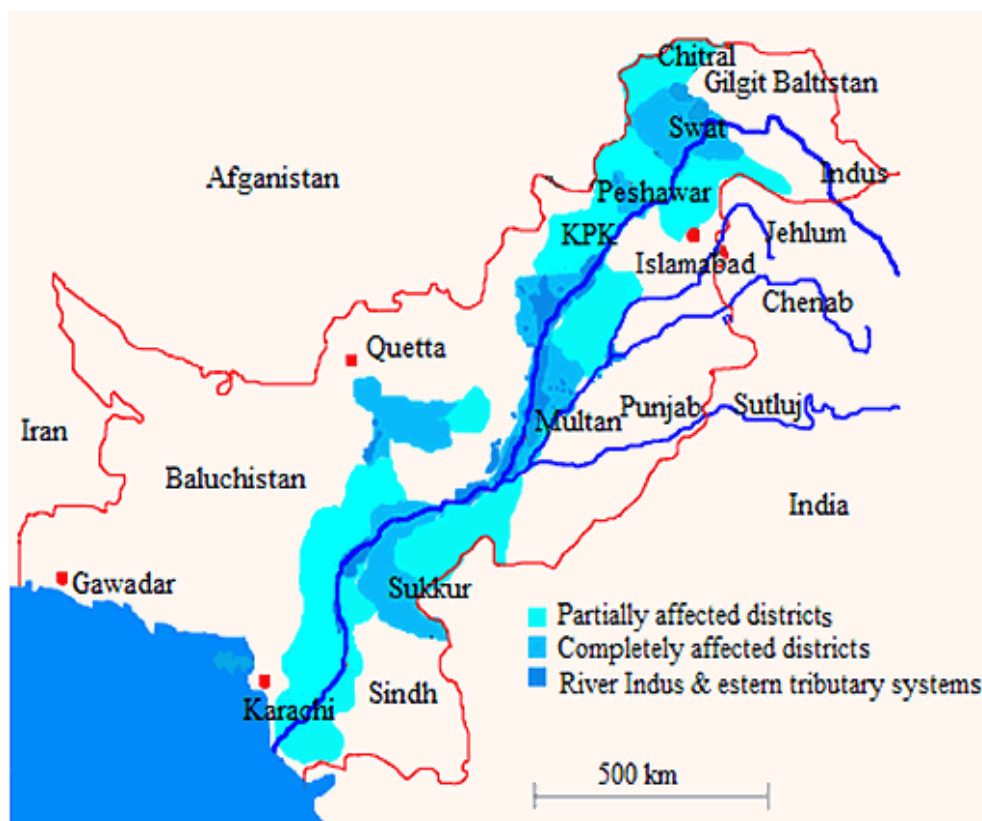 Chitral
Gilgit Baltistan
Swat
Afganistan
Indus
Peshawar
KPK
Jehlum
Islamabad
Chenab
Quetta
Multan
Punjab
Sutluj
Iran
Baluchistan
India
Gawadar
Sukkur
Partially affected districts
Completely affected districts
River Indus & estern tributary systems
Sindh
Karachi
500 km